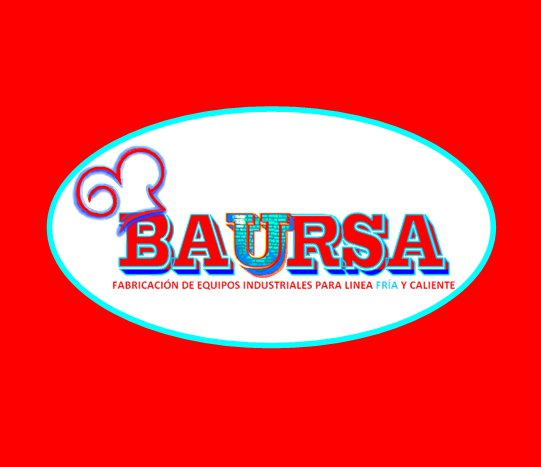 BAURSA
FABRICACIÓN DE EQUIPOS INDUSTRIALES PARA LINEA FRÍA Y CALIENTE